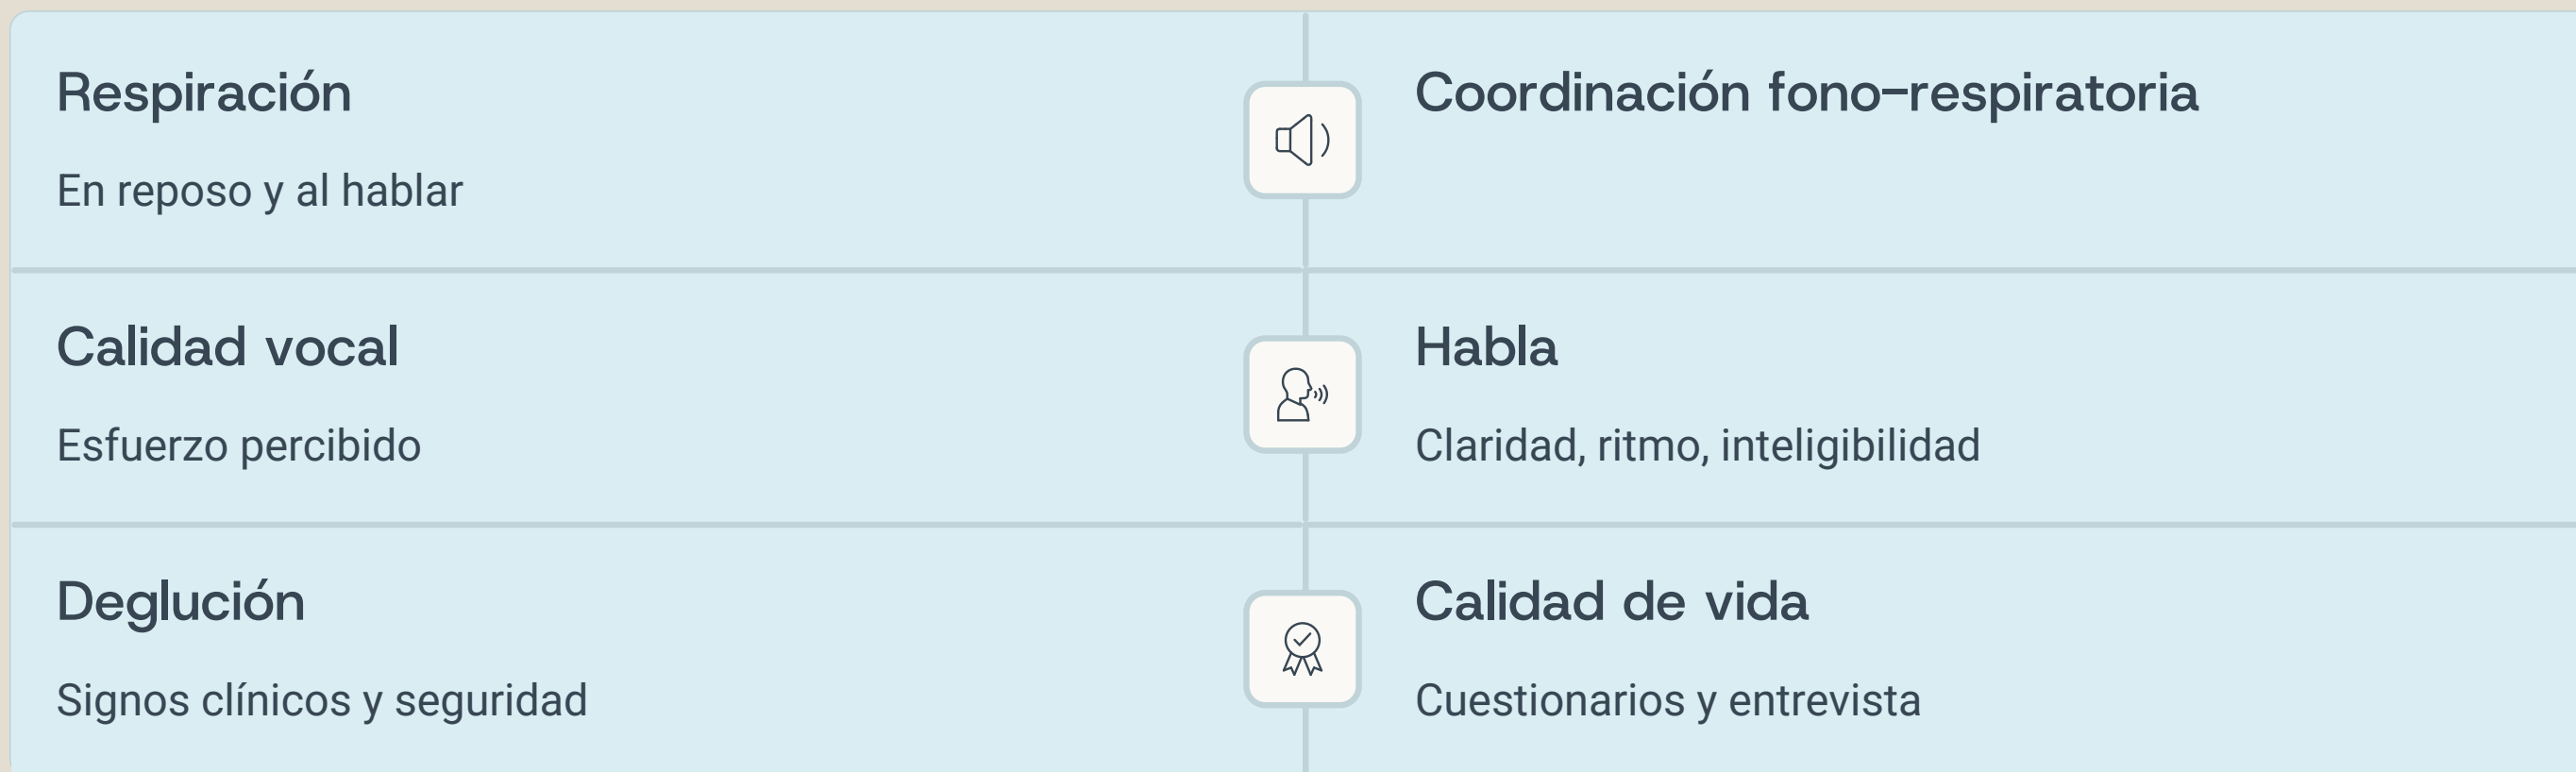 Respiración
En reposo y al hablar
Coordinación fono-respiratoria
Calidad vocal
Esfuerzo percibido
Habla
Claridad, ritmo, inteligibilidad
Deglución
Signos clínicos y seguridad
Calidad de vida
Cuestionarios y entrevista